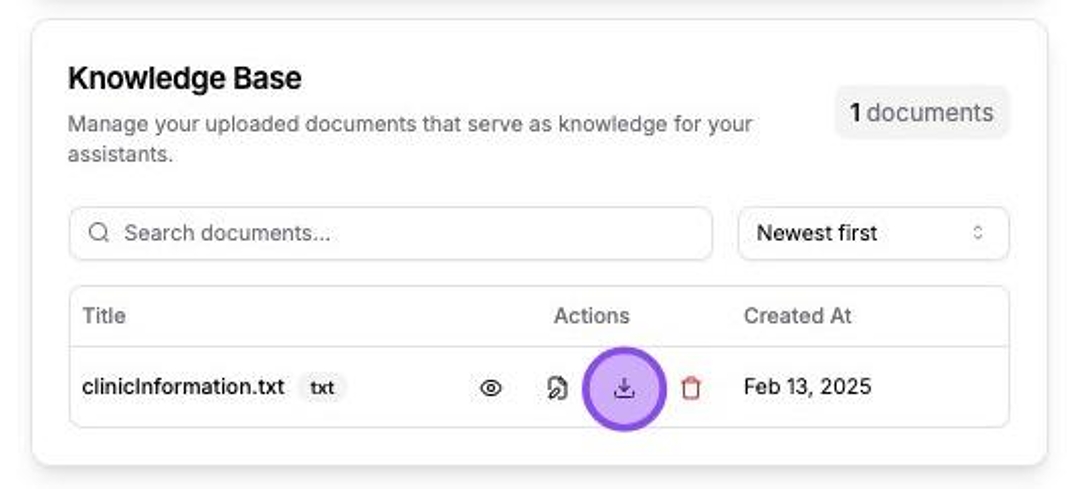 Knowledge Base
Manage your uploaded documents that serve as knowledge for your
assistants.
1 documents
Search documents...
Newest first
Title Actions Created At
clinicInformation.txt txt Feb 13, 2025